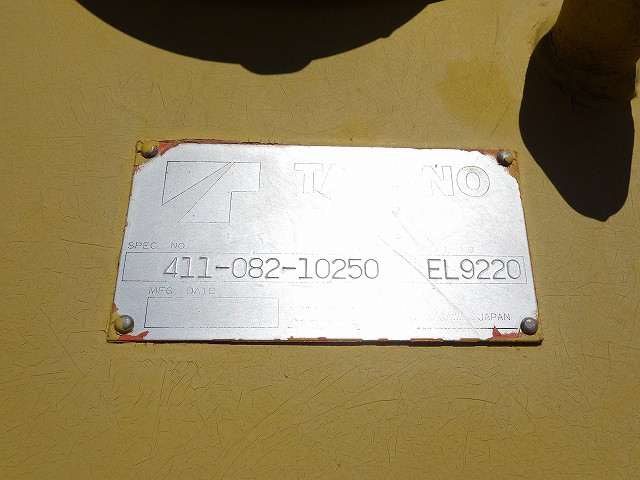 SPEC. NO
411-082-10250 EL9220
MFG DATE
JAPAN